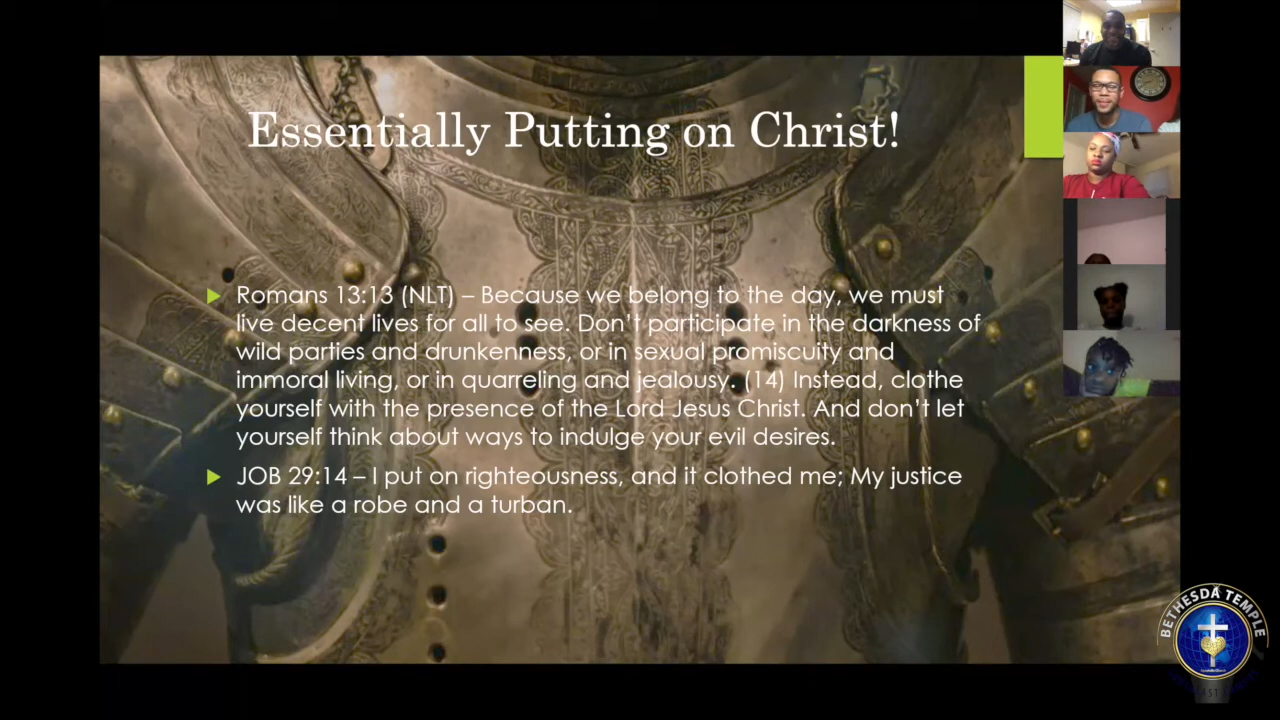 Essentially Putting on Christ!
Romans 13:13 (NLT) – Because we belong to the day, we must
live decent lives for all to see. Don't participate in the darkness of
wild parties and drunkenness, or in sexual promiscuity and
immoral living, or in quarreling and jealousy. (14) Instead, clothe
yourself with the presence of the Lord Jesus Christ. And don't let
yourself think about ways to indulge your evil desires.
JOB 29:14 – I put on righteousness, and it clothed me; My justice
was like a robe and a turban.
BETHESDA TEMPLE